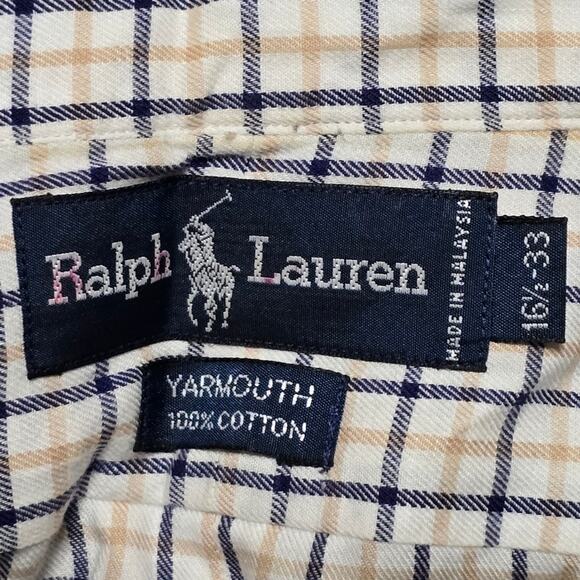 Ralph Lauren
MADE IN MALAYSIA
16½-33
YARMOUTH
100% COTTON